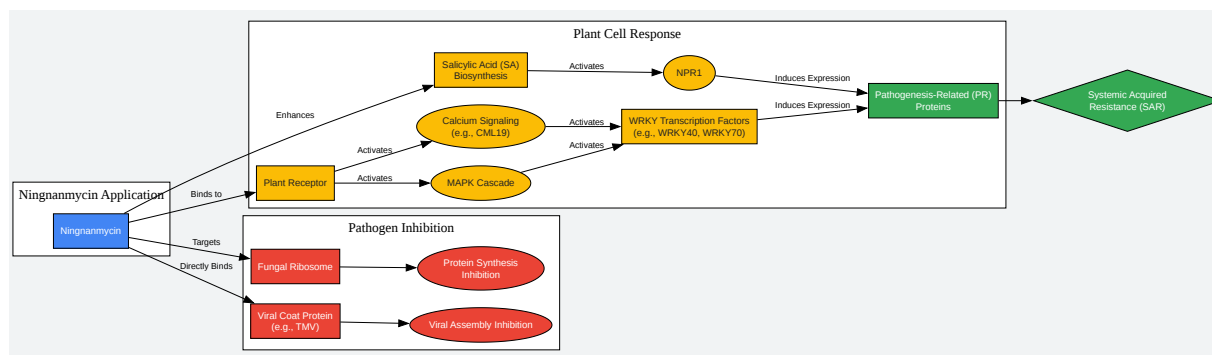 Plant Cell Response
Salicylic Acid (SA)
Biosynthesis
Activates
NPR1
Induces Expression
Pathogenesis-Related (PR)
Proteins
Systemic Acquired
Resistance (SAR)
Enhances
Calcium Signaling
(e.g., CML19)
Activates
WRKY Transcription Factors
(e.g., WRKY40, WRKY70)
Induces Expression
Activates
Activates
Plant Receptor
Activates
MAPK Cascade
Ningnanmycin Application
Binds to
Ningnanmycin
Pathogen Inhibition
Targets
Fungal Ribosome
Protein Synthesis
Inhibition
Directly Binds
Viral Coat Protein
(e.g., TMV)
Viral Assembly Inhibition